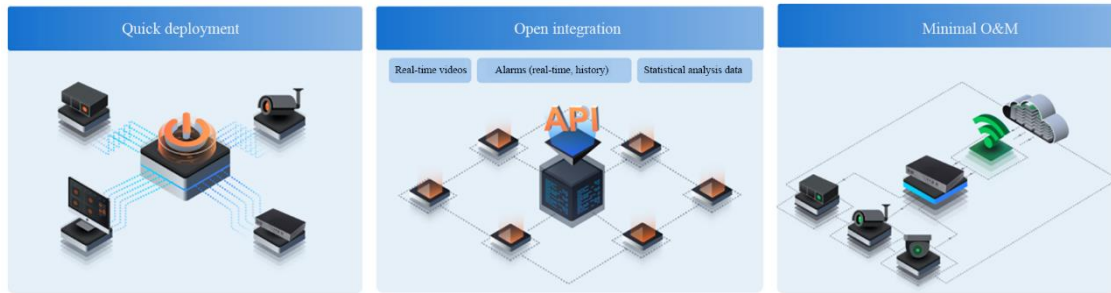 Quick deployment
Open integration
Minimal O&M
Real-time videos
Alarms (real-time, history)
Statistical analysis data
API